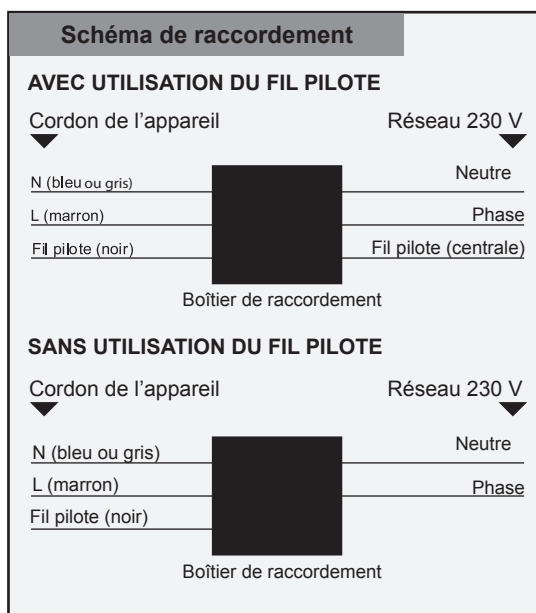 Schéma de raccordement
AVEC UTILISATION DU FIL PILOTE
Cordon de l’appareil Réseau 230 V
N (bleu ou gris) Neutre
L (marron) Phase
Fil pilote (noir) Fil pilote (centrale)
Boîtier de raccordement
SANS UTILISATION DU FIL PILOTE
Cordon de l’appareil Réseau 230 V
N (bleu ou gris) Neutre
L (marron) Phase
Fil pilote (noir)
Boîtier de raccordement